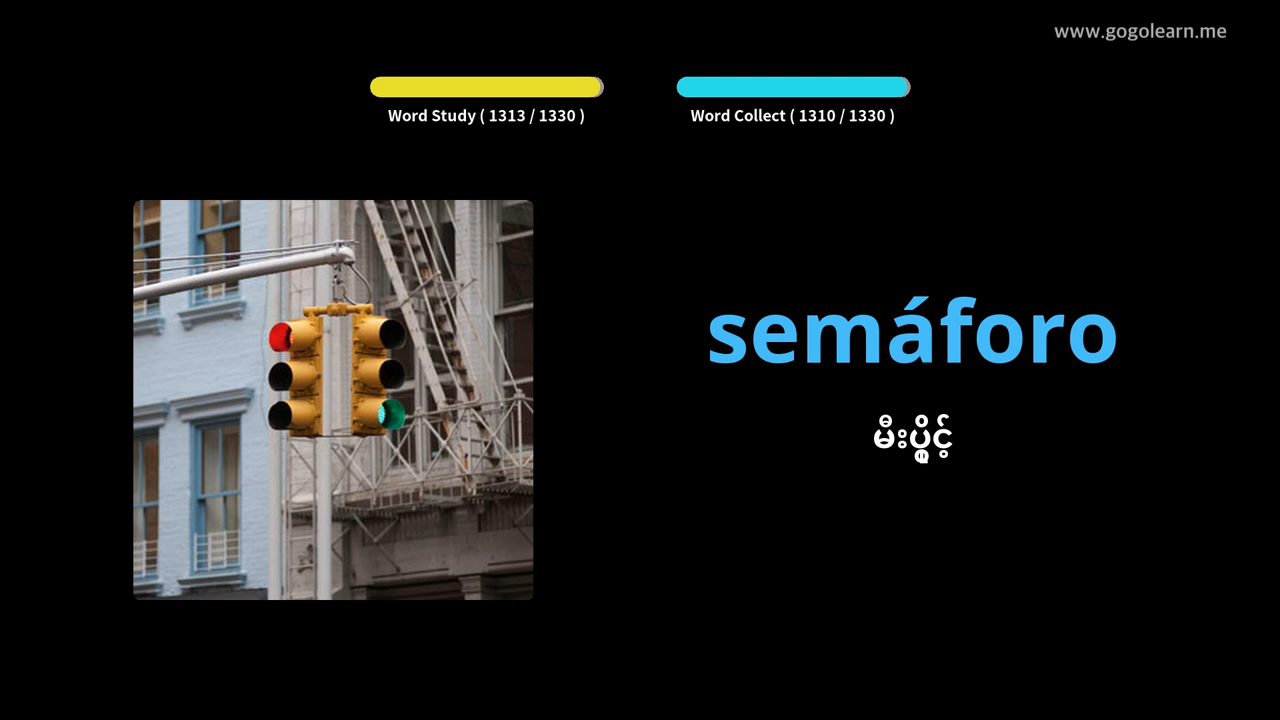 www.gogolearn.me
Word Study ( 1313 / 1330 )
Word Collect ( 1310 / 1330 )
semáforo
မီးပွိုင့်